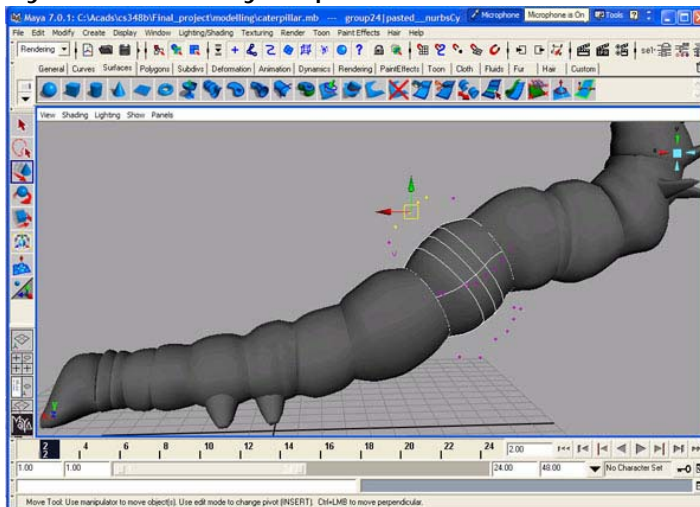 Maya 7.0.1: C:\Acads\cs348b\Final_project\modelling\caterpillar.mb --- group24|pasted__nurbsCy
Microphone
Microphone is On
Tools
File Edit Modify Create Display Window Lighting/Shading Texturing Render Toon Paint Effects Hair Help
Rendering
set-
General Curves Surfaces Polygons Subdivs Deformation Animation Dynamics Rendering PaintEffects Toon Cloth Fluids Fur Hair Custom
View Shading Lighting Show Panels
2 4 6 8 10 12 14 16 18 20 22 24 2.00
2
1.00 1.00 24.00 48.00 No Character Set
Move Tool: Use manipulator to move object(s). Use edit mode to change pivot (INSERT). Ctrl+LMB to move perpendicular.